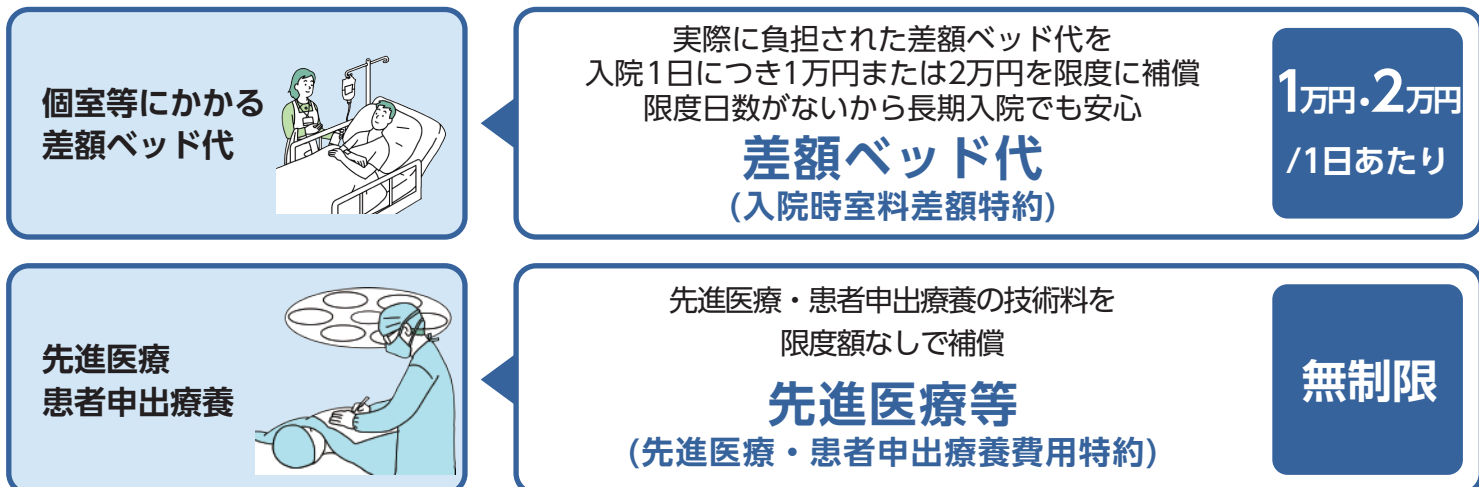 個室等にかかる
差額ベッド代
実際に負担された差額ベッド代を
入院1日につき1万円または2万円を限度に補償
限度日数がないから長期入院でも安心
差額ベッド代
(入院時室料差額特約)
1万円・2万円
/1日あたり
先進医療
患者申出療養
先進医療・患者申出療養の技術料を
限度額なしで補償
先進医療等
(先進医療・患者申出療養費用特約)
無制限